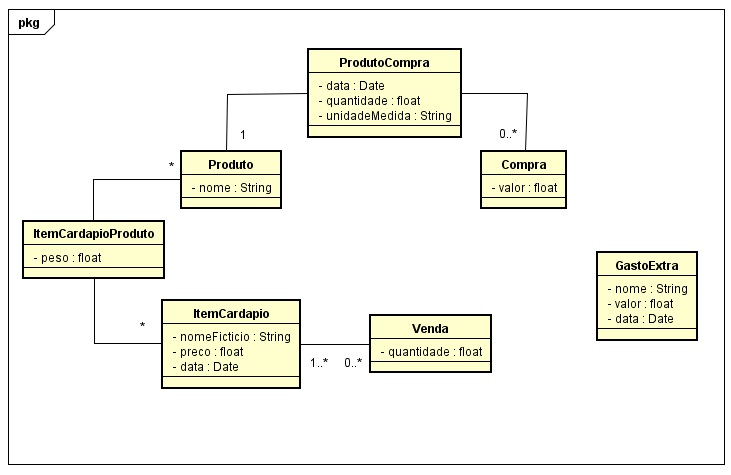 pkg
ProdutoCompra
- data : Date
- quantidade : float
- unidadeMedida : String
1
0..*
Produto
- nome : String
Compra
- valor : float
*
ItemCardapioProduto
- peso : float
GastoExtra
- nome : String
- valor : float
- data : Date
*
ItemCardapio
- nomeFicticio : String
- preco : float
- data : Date
1..*
0..*
Venda
- quantidade : float